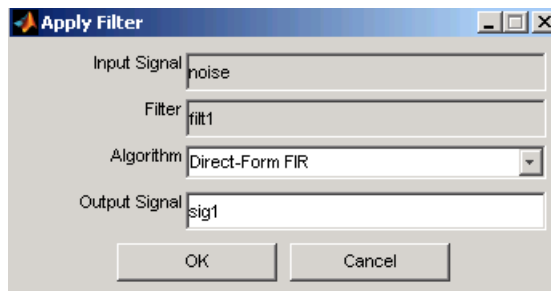 Apply Filter
Input Signal noise
Filter filt1
Algorithm Direct-Form FIR
Output Signal sig1
OK Cancel